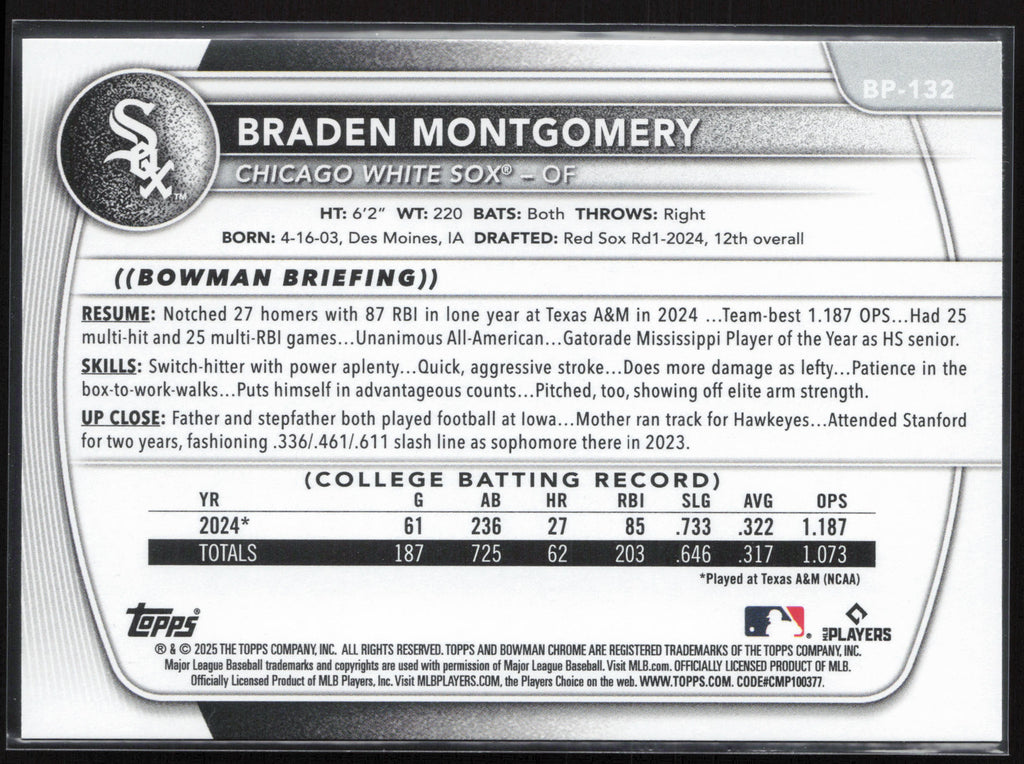 BP-132
Sox™
BRADEN MONTGOMERY
CHICAGO WHITE SOX® – OF
HT: 6'2" WT: 220 BATS: Both THROWS: Right
BORN: 4-16-03, Des Moines, IA DRAFTED: Red Sox Rd1-2024, 12th overall
((BOWMAN BRIEFING))
RESUME: Notched 27 homers with 87 RBI in lone year at Texas A&M in 2024 ...Team-best 1.187 OPS...Had 25
multi-hit and 25 multi-RBI games...Unanimous All-American...Gatorade Mississippi Player of the Year as HS senior.
SKILLS: Switch-hitter with power aplenty...Quick, aggressive stroke...Does more damage as lefty...Patience in the
box-to-work-walks...Puts himself in advantageous counts...Pitched, too, showing off elite arm strength.
UP CLOSE: Father and stepfather both played football at Iowa...Mother ran track for Hawkeyes...Attended Stanford
for two years, fashioning .336/.461/.611 slash line as sophomore there in 2023.
(COLLEGE BATTING RECORD)
YR G AB HR RBI SLG AVG OPS
2024* 61 236 27 85 .733 .322 1.187
TOTALS 187 725 62 203 .646 .317 1.073
*Played at Texas A&M (NCAA)
Topps® ® MLB PLAYERS
® & © 2025 THE TOPPS COMPANY, INC. ALL RIGHTS RESERVED. TOPPS AND BOWMAN CHROME ARE REGISTERED TRADEMARKS OF THE TOPPS COMPANY, INC.
Major League Baseball trademarks and copyrights are used with permission of Major League Baseball. Visit MLB.com. OFFICIALLY LICENSED PRODUCT OF MLB.
Officially Licensed Product of MLB Players, Inc. Visit MLBPLAYERS.COM, the Players Choice on the web. WWW.TOPPS.COM. CODE#CMP100377.